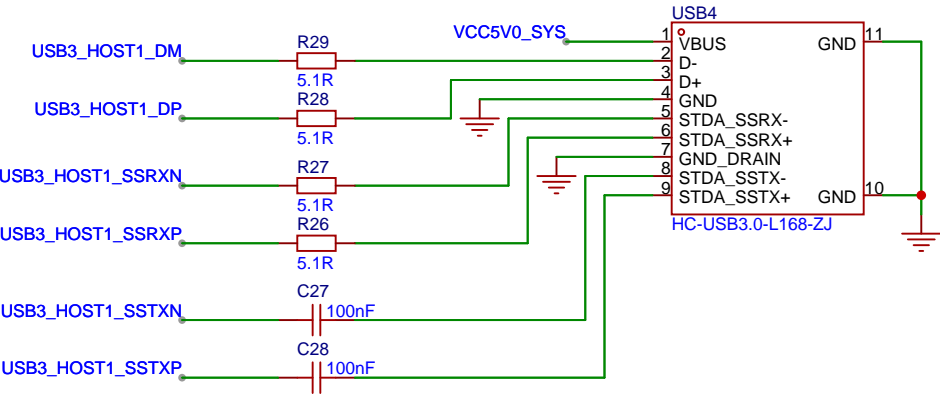 USB4
VCC5V0_SYS
1
VBUS
GND
11
USB3_HOST1_DM
R29
5.1R
2
D-
3
D+
USB3_HOST1_DP
R28
5.1R
4
GND
5
STDA_SSRX-
6
STDA_SSRX+
7
GND_DRAIN
8
STDA_SSTX-
9
STDA_SSTX+
GND
10
HC-USB3.0-L168-ZJ
USB3_HOST1_SSRXN
R27
5.1R
USB3_HOST1_SSRXP
R26
5.1R
USB3_HOST1_SSTXN
C27
100nF
USB3_HOST1_SSTXP
C28
100nF